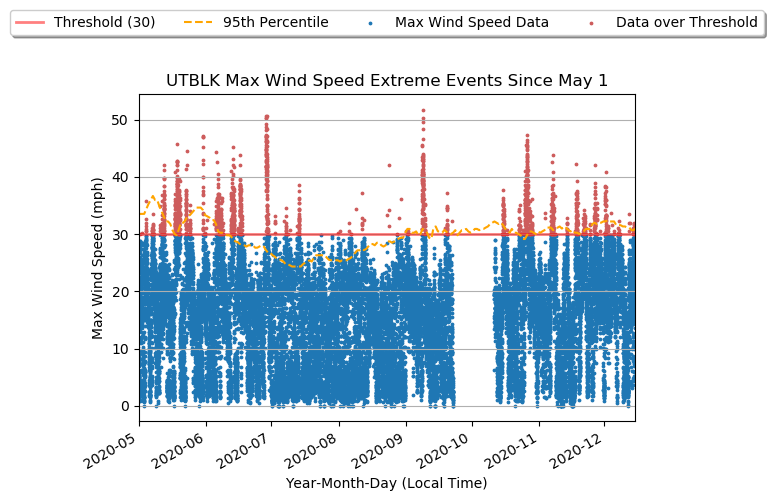 Threshold (30) 95th Percentile Max Wind Speed Data Data over Threshold
UTBLK Max Wind Speed Extreme Events Since May 1
50
40
30
20
10
0
Max Wind Speed (mph)
2020-05 2020-06 2020-07 2020-08 2020-09 2020-10 2020-11 2020-12
Year-Month-Day (Local Time)